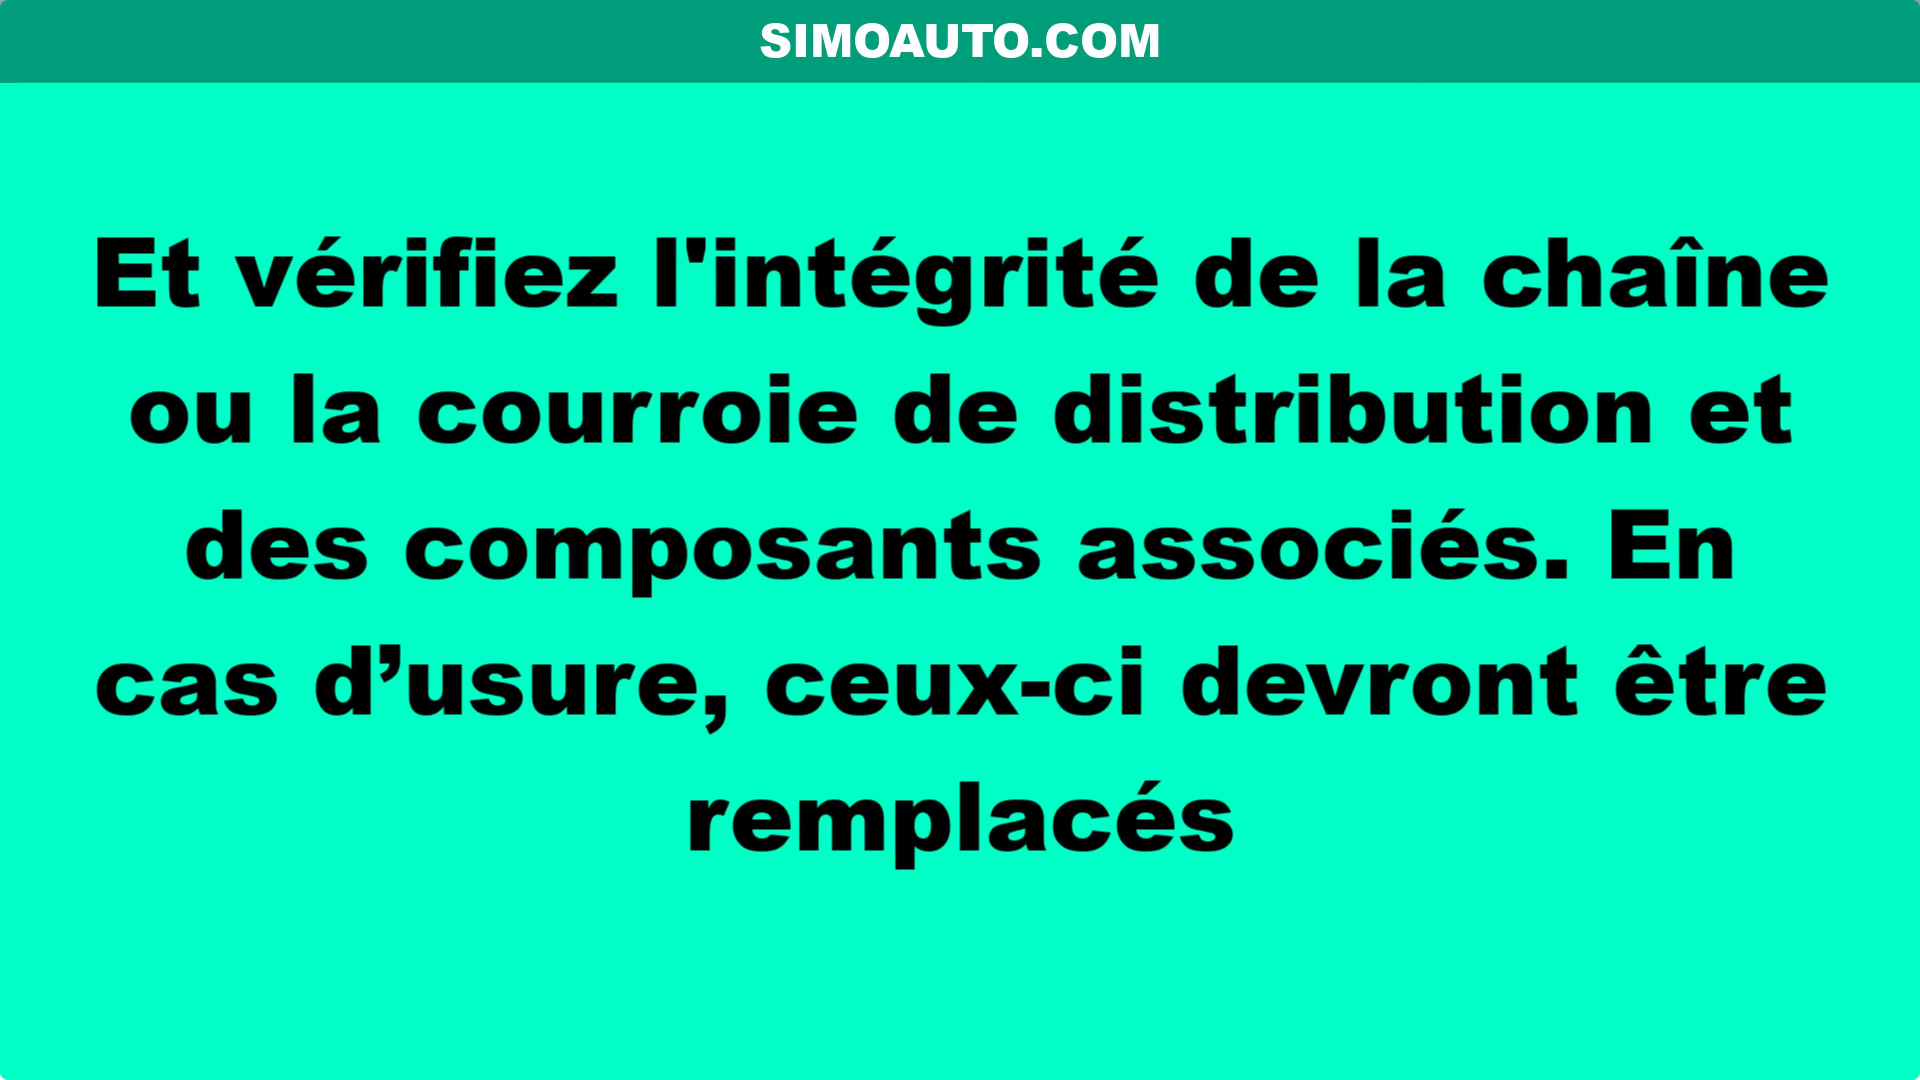 SIMOAUTO.COM
Et vérifiez l'intégrité de la chaîne
ou la courroie de distribution et
des composants associés. En
cas d’usure, ceux-ci devront être
remplacés